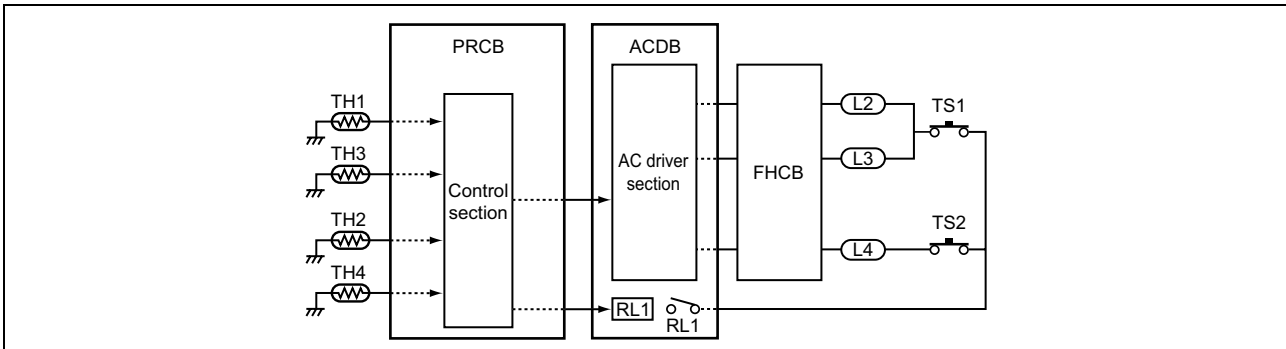 PRCB
ACDB
TH1
TH3
TH2
TH4
Control
section
AC driver
section
FHCB
L2
L3
L4
TS1
TS2
RL1
RL1